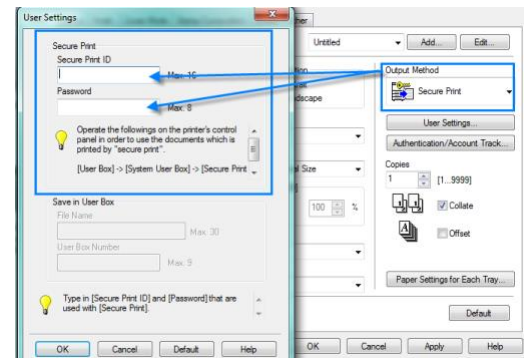 User Settings
Secure Print
Secure Print ID
Max. 16
Password
Max. 8
Operate the followings on the printer's control
panel in order to use the documents which is
printed by "secure print".
[User Box] -> [System User Box] -> [Secure Print
Save in User Box
File Name
Max. 30
User Box Number
Max. 9
Type in [Secure Print ID] and [Password] that are
used with [Secure Print].
OK
Cancel
Default
Help
Untitled
Add...
Edit...
Output Method
Secure Print
User Settings...
Authentication/Account Track...
Copies
1
[1...9999]
Collate
Offset
100
%
Paper Settings for Each Tray...
Default
OK
Cancel
Apply
Help